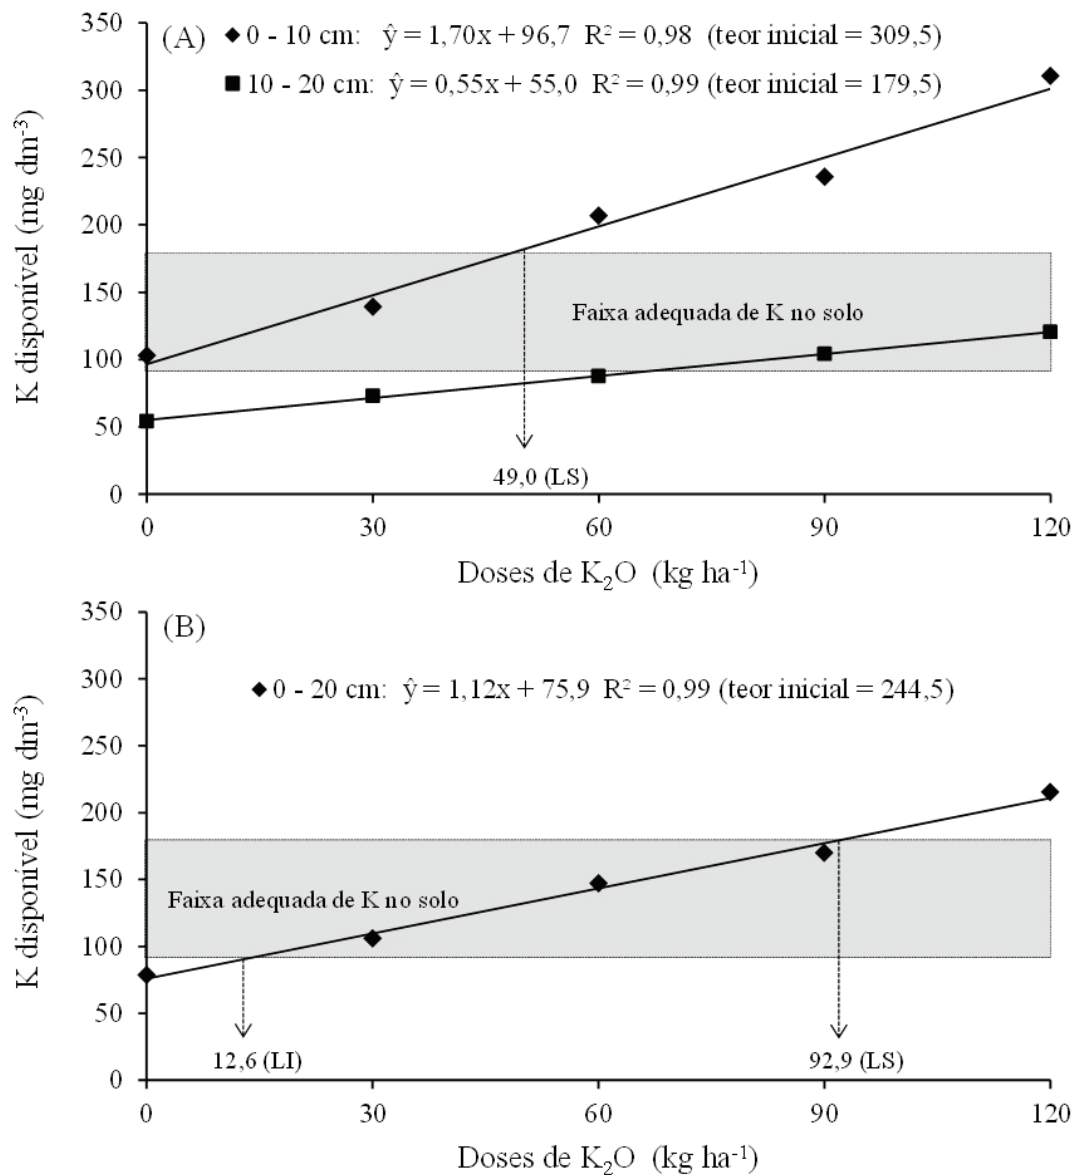 350
(A)
0 - 10 cm: ŷ = 1,70x + 96,7 R² = 0,98 (teor inicial = 309,5)
10 - 20 cm: ŷ = 0,55x + 55,0 R² = 0,99 (teor inicial = 179,5)
300
250
200
150
100
50
0
K disponível (mg dm⁻³)
Faixa adequada de K no solo
49,0 (LS)
0 30 60 90 120
Doses de K₂O (kg ha⁻¹)
350
(B)
0 - 20 cm: ŷ = 1,12x + 75,9 R² = 0,99 (teor inicial = 244,5)
300
250
200
150
100
50
0
K disponível (mg dm⁻³)
Faixa adequada de K no solo
12,6 (LI)
92,9 (LS)
0 30 60 90 120
Doses de K₂O (kg ha⁻¹)